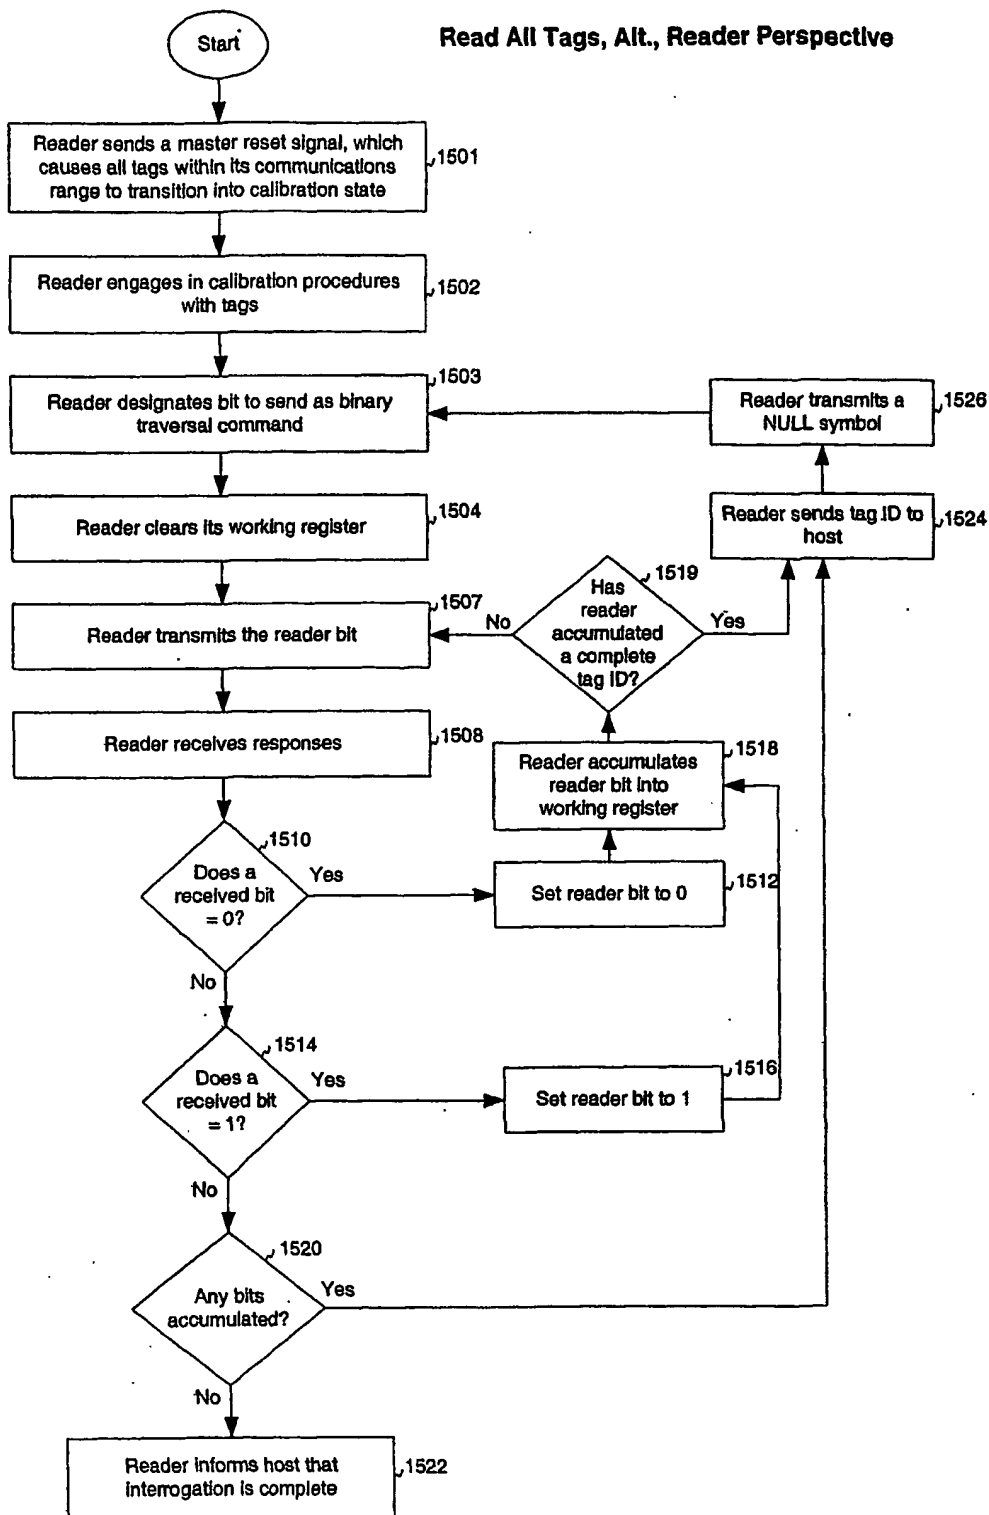 Read All Tags, Alt., Reader Perspective
Start
Reader sends a master reset signal, which
causes all tags within its communications
range to transition into calibration state
1501
Reader engages in calibration procedures
with tags
1502
Reader designates bit to send as binary
traversal command
1503
Reader transmits a
NULL symbol
1526
Reader clears its working register
1504
Reader sends tag ID to
host
1524
Reader transmits the reader bit
1507
No
Has
reader
accumulated
a complete
tag ID?
1519
Yes
Reader receives responses
1508
Reader accumulates
reader bit into
working register
1518
Does a
received bit
= 0?
1510
Yes
Set reader bit to 0
1512
No
Does a
received bit
= 1?
1514
Yes
Set reader bit to 1
1516
No
Any bits
accumulated?
1520
Yes
No
Reader informs host that
interrogation is complete
1522